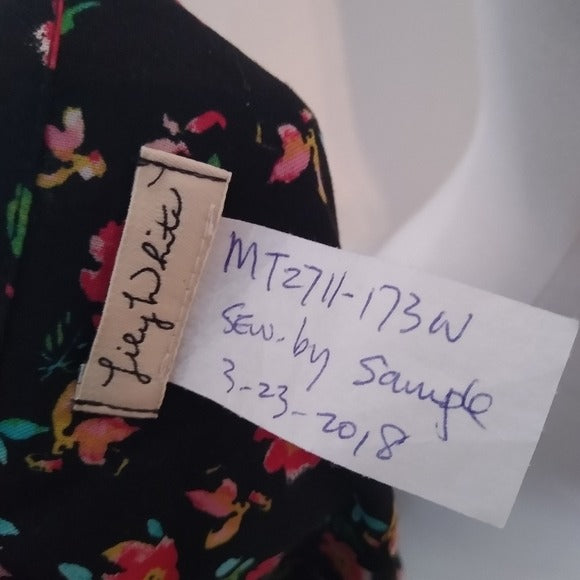 Lily White
MT2711-173W
SEW.by Sample
3-23-2018